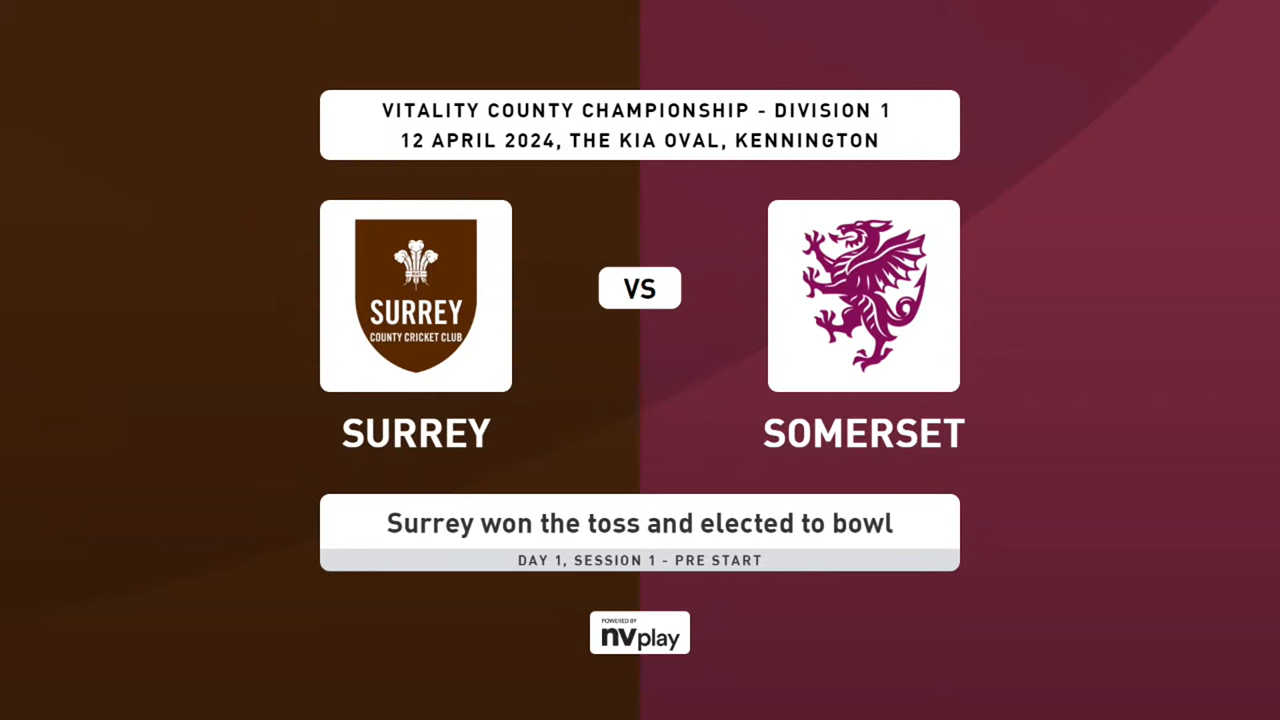 VITALITY COUNTY CHAMPIONSHIP - DIVISION 1
12 APRIL 2024, THE KIA OVAL, KENNINGTON
SURREY
COUNTY CRICKET CLUB
VS
SURREY
SOMERSET
Surrey won the toss and elected to bowl
DAY 1, SESSION 1 - PRE START
POWERED BY
nvplay